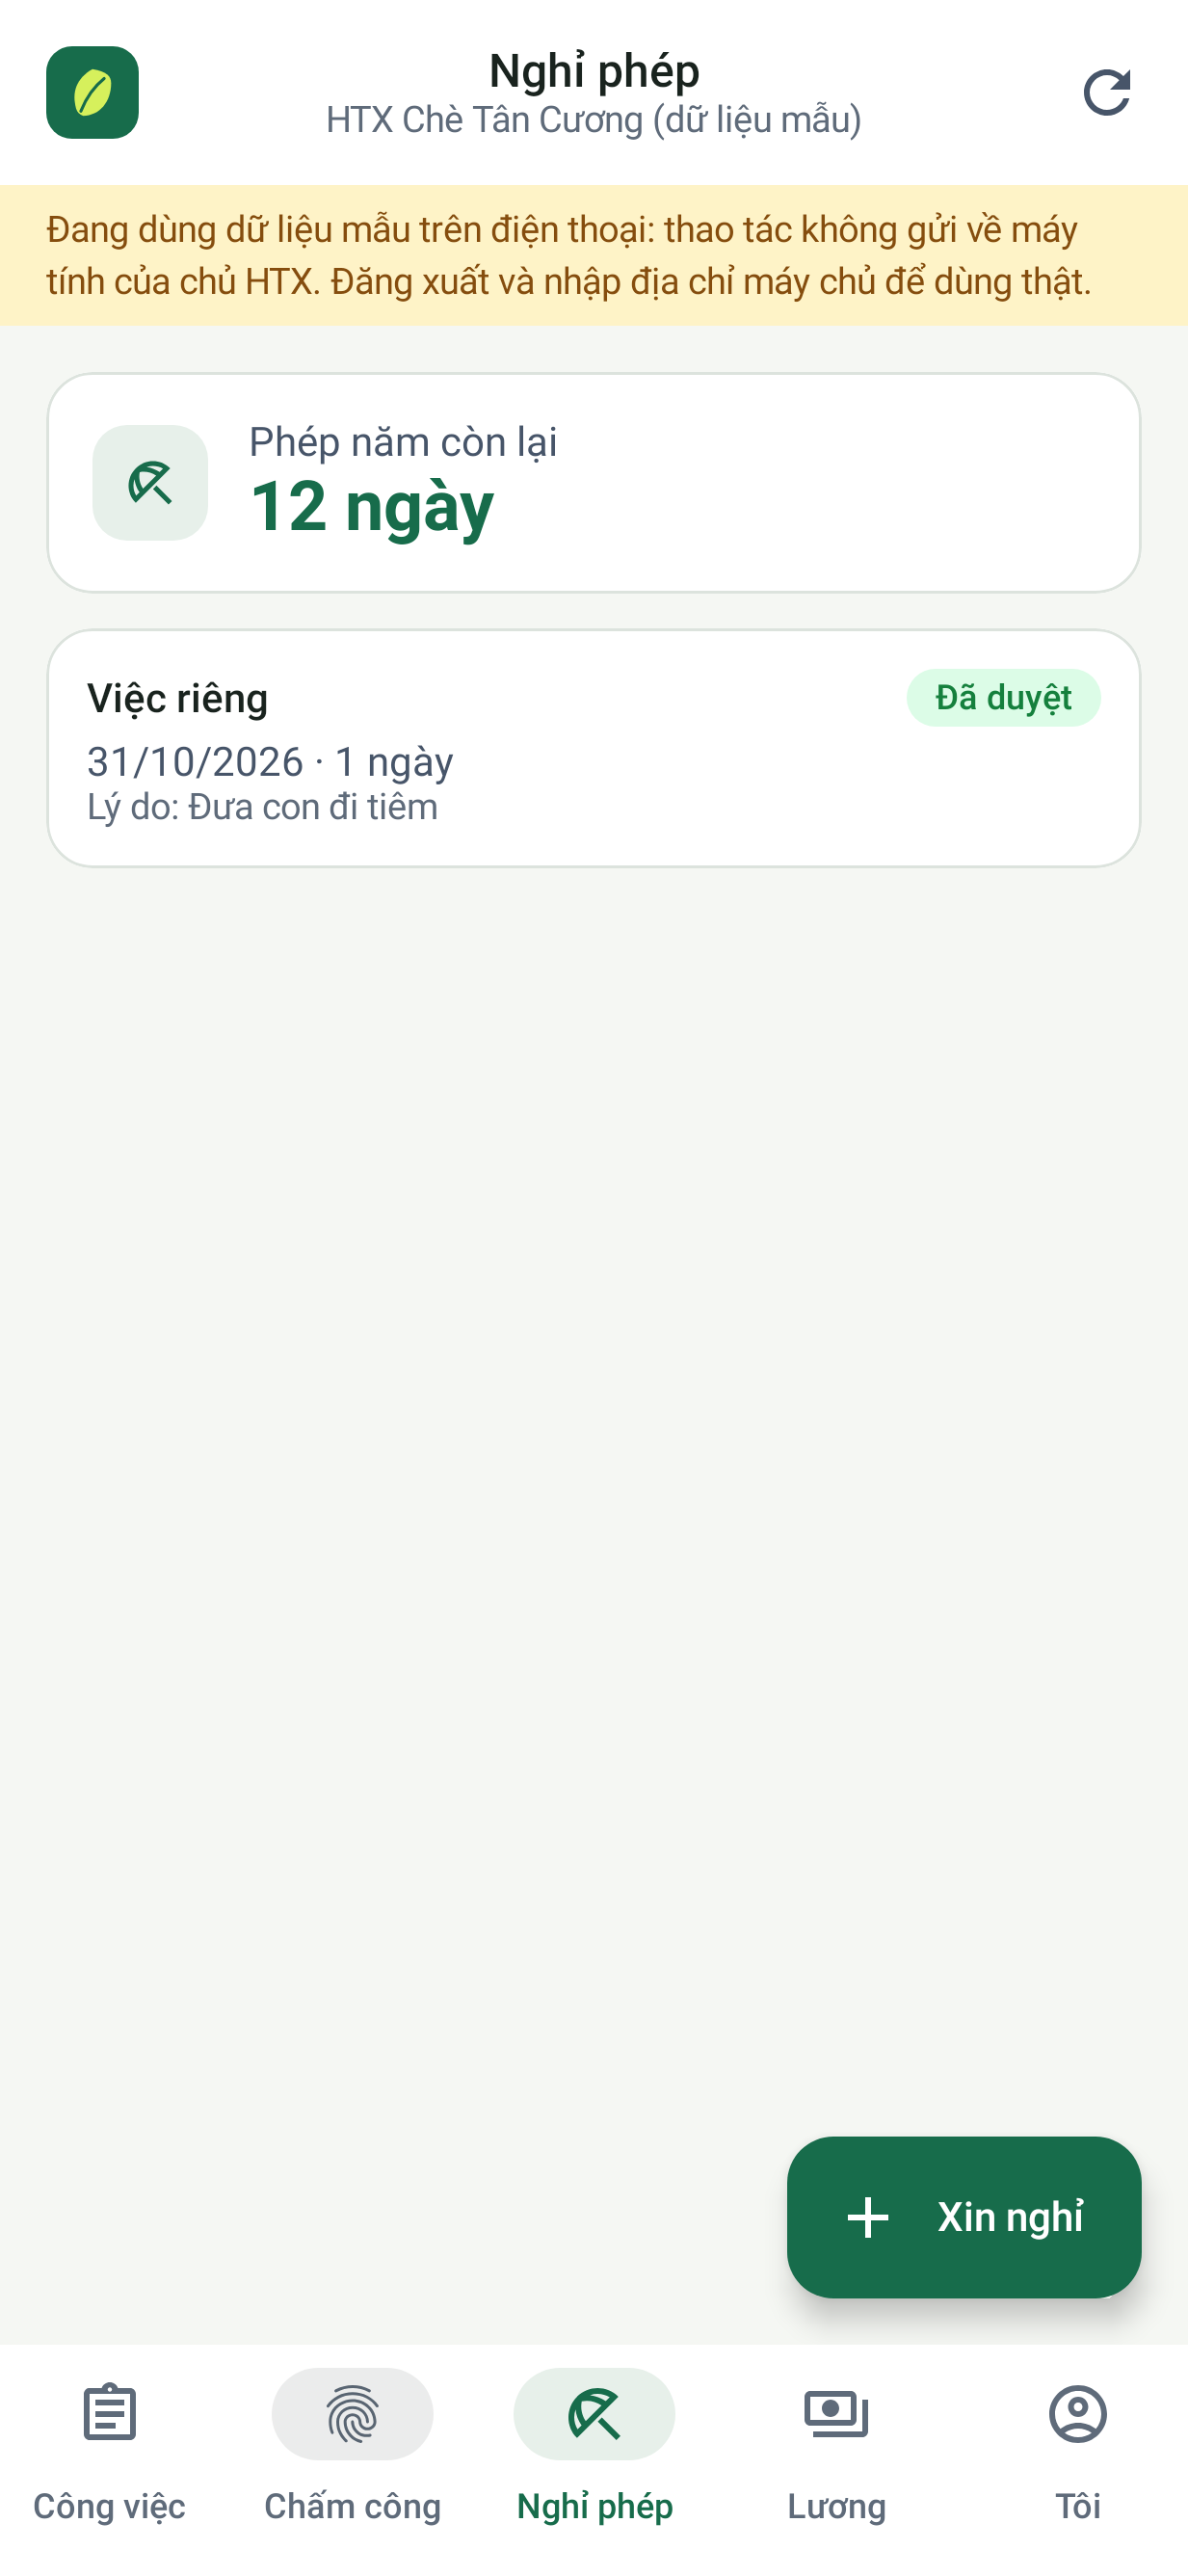 Nghỉ phép
HTX Chè Tân Cương (dữ liệu mẫu)
Đang dùng dữ liệu mẫu trên điện thoại: thao tác không gửi về máy
tính của chủ HTX. Đăng xuất và nhập địa chỉ máy chủ để dùng thật.
Phép năm còn lại
12 ngày
Việc riêng
Đã duyệt
31/10/2026 · 1 ngày
Lý do: Đưa con đi tiêm
Xin nghỉ
Công việc
Chấm công
Nghỉ phép
Lương
Tôi